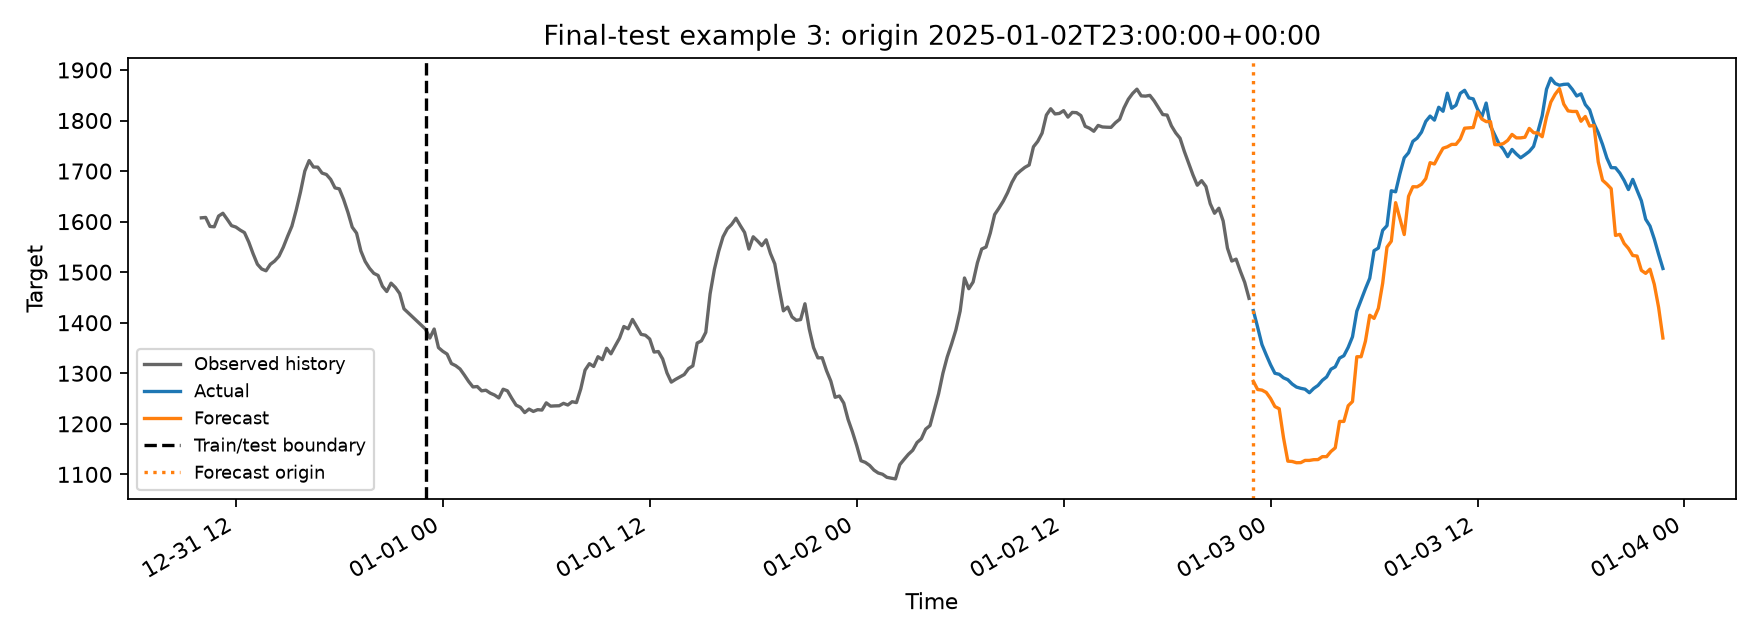 Final-test example 3: origin 2025-01-02T23:00:00+00:00
Target
1900
1800
1700
1600
1500
1400
1300
1200
1100
Observed history
Actual
Forecast
Train/test boundary
Forecast origin
12-31 12
01-01 00
01-01 12
01-02 00
01-02 12
01-03 00
01-03 12
01-04 00
Time